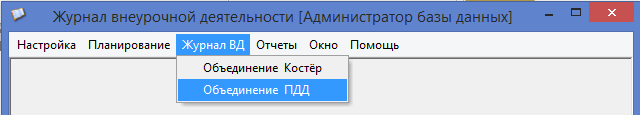 Журнал внеурочной деятельности [Администратор базы данных]
Настройка Планирование Журнал ВД Отчеты Окно Помощь
Объединение Костёр
Объединение ПДД